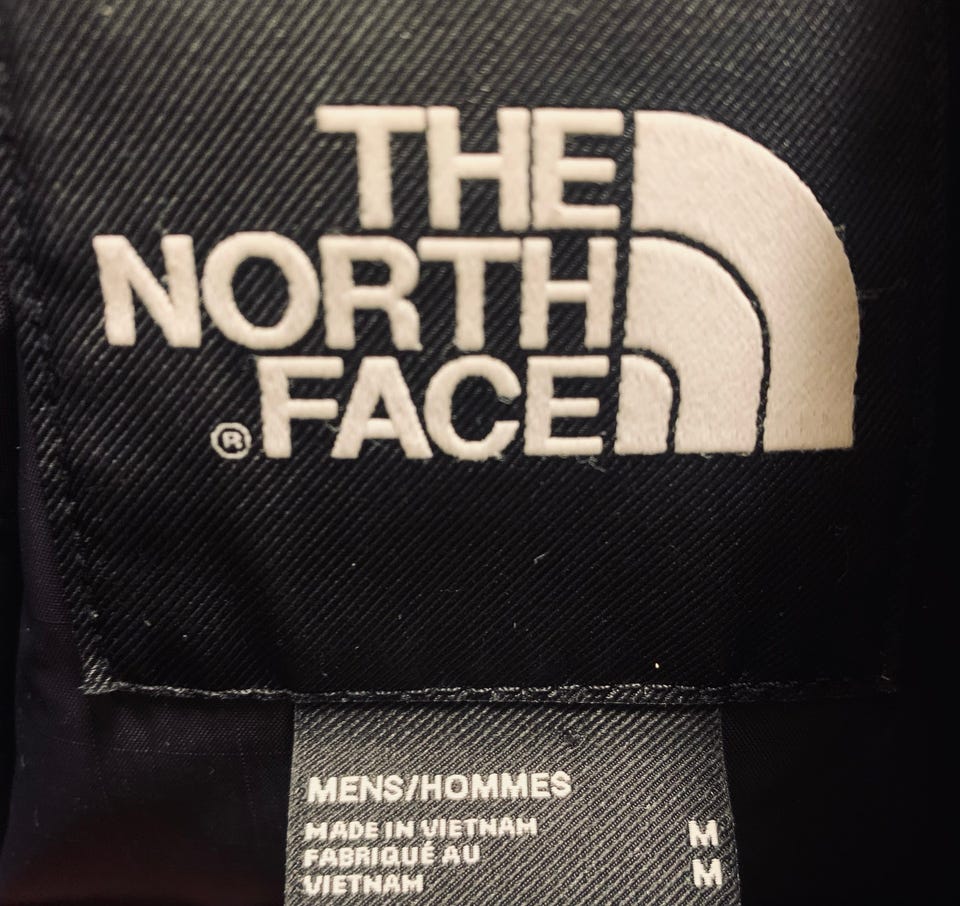 THE
NORTH
® FACE
MENS/HOMMES
MADE IN VIETNAM M
FABRIQUÉ AU
VIETNAM M